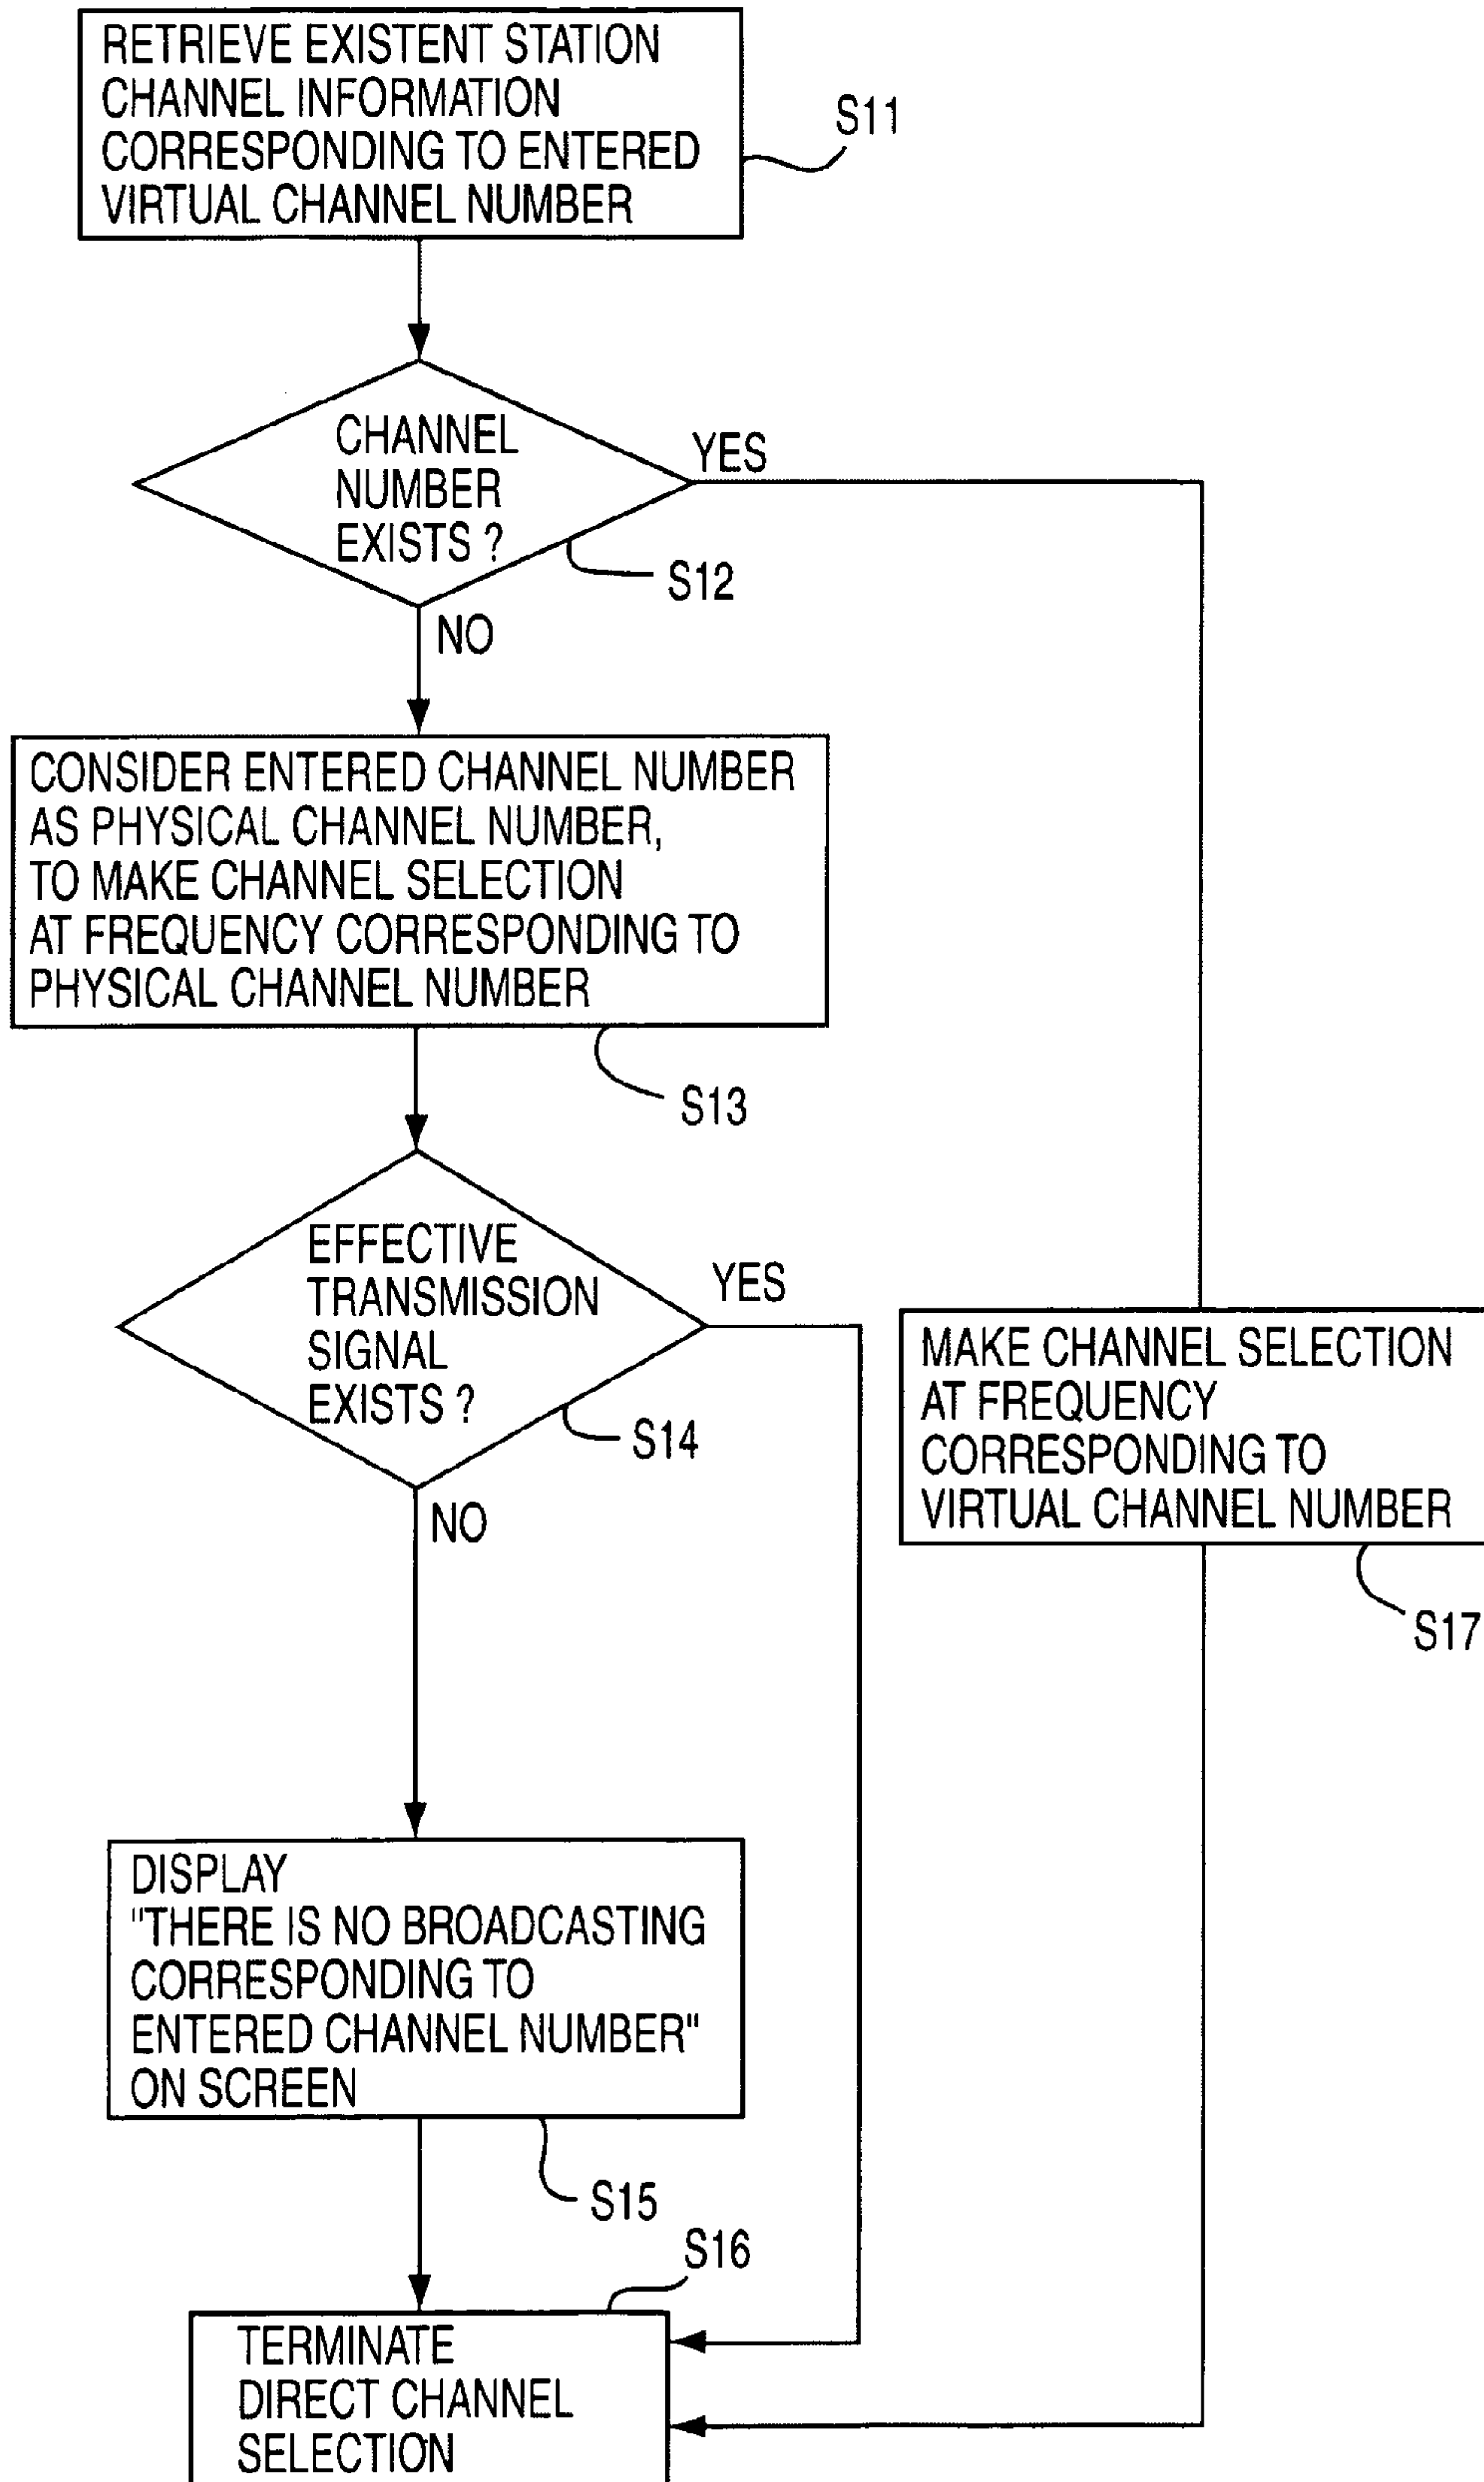 RETRIEVE EXISTENT STATION
CHANNEL INFORMATION
CORRESPONDING TO ENTERED
VIRTUAL CHANNEL NUMBER
S11
CHANNEL
NUMBER
EXISTS ?
YES
S12
NO
CONSIDER ENTERED CHANNEL NUMBER
AS PHYSICAL CHANNEL NUMBER,
TO MAKE CHANNEL SELECTION
AT FREQUENCY CORRESPONDING TO
PHYSICAL CHANNEL NUMBER
S13
EFFECTIVE
TRANSMISSION
SIGNAL
EXISTS ?
YES
S14
NO
MAKE CHANNEL SELECTION
AT FREQUENCY
CORRESPONDING TO
VIRTUAL CHANNEL NUMBER
S17
DISPLAY
"THERE IS NO BROADCASTING
CORRESPONDING TO
ENTERED CHANNEL NUMBER"
ON SCREEN
S15
S16
TERMINATE
DIRECT CHANNEL
SELECTION